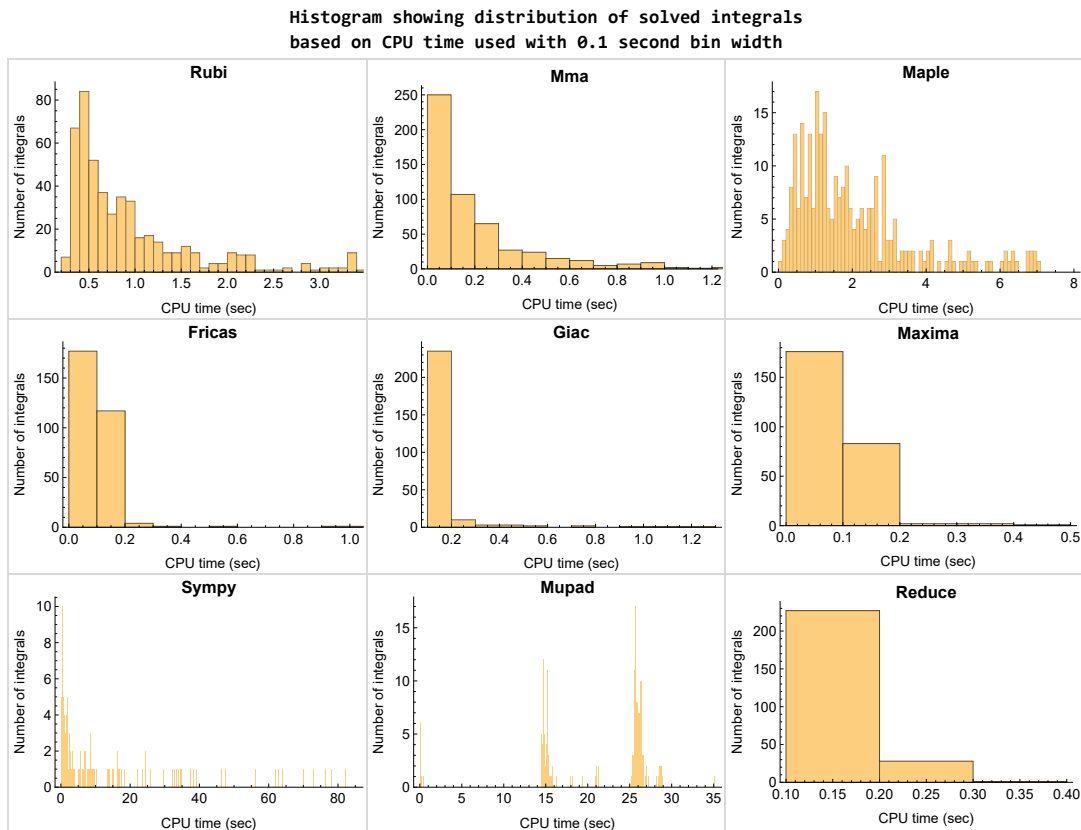 Histogram showing distribution of solved integrals
based on CPU time used with 0.1 second bin width
Rubi
Number of integrals
0
20
40
60
80
0.5 1.0 1.5 2.0 2.5 3.0
CPU time (sec)
Mma
Number of integrals
0
50
100
150
200
250
0.0 0.2 0.4 0.6 0.8 1.0 1.2
CPU time (sec)
Maple
Number of integrals
0
5
10
15
0 2 4 6 8
CPU time (sec)
Fricas
Number of integrals
0
50
100
150
0.0 0.2 0.4 0.6 0.8 1.0
CPU time (sec)
Giac
Number of integrals
0
50
100
150
200
0.2 0.4 0.6 0.8 1.0 1.2
CPU time (sec)
Maxima
Number of integrals
0
50
100
150
0.0 0.1 0.2 0.3 0.4 0.5
CPU time (sec)
Sympy
Number of integrals
0
2
4
6
8
10
0 20 40 60 80
CPU time (sec)
Mupad
Number of integrals
0
5
10
15
0 5 10 15 20 25 30 35
CPU time (sec)
Reduce
Number of integrals
0
50
100
150
200
0.10 0.15 0.20 0.25 0.30 0.35 0.40
CPU time (sec)